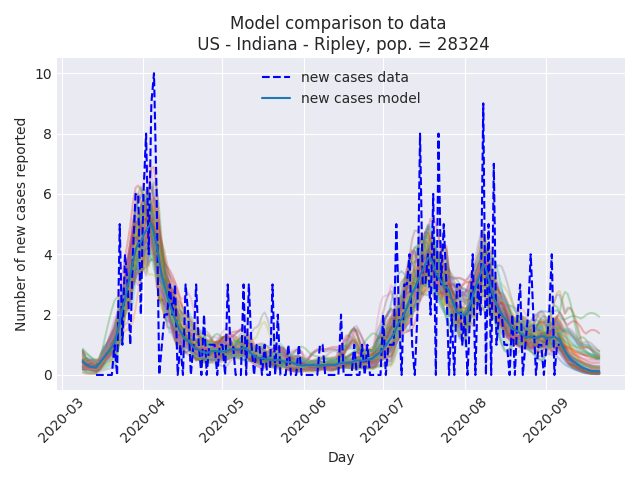 Model comparison to data
US - Indiana - Ripley, pop. = 28324
new cases data
new cases model
Number of new cases reported
10
8
6
4
2
0
2020-03
2020-04
2020-05
2020-06
2020-07
2020-08
2020-09
Day